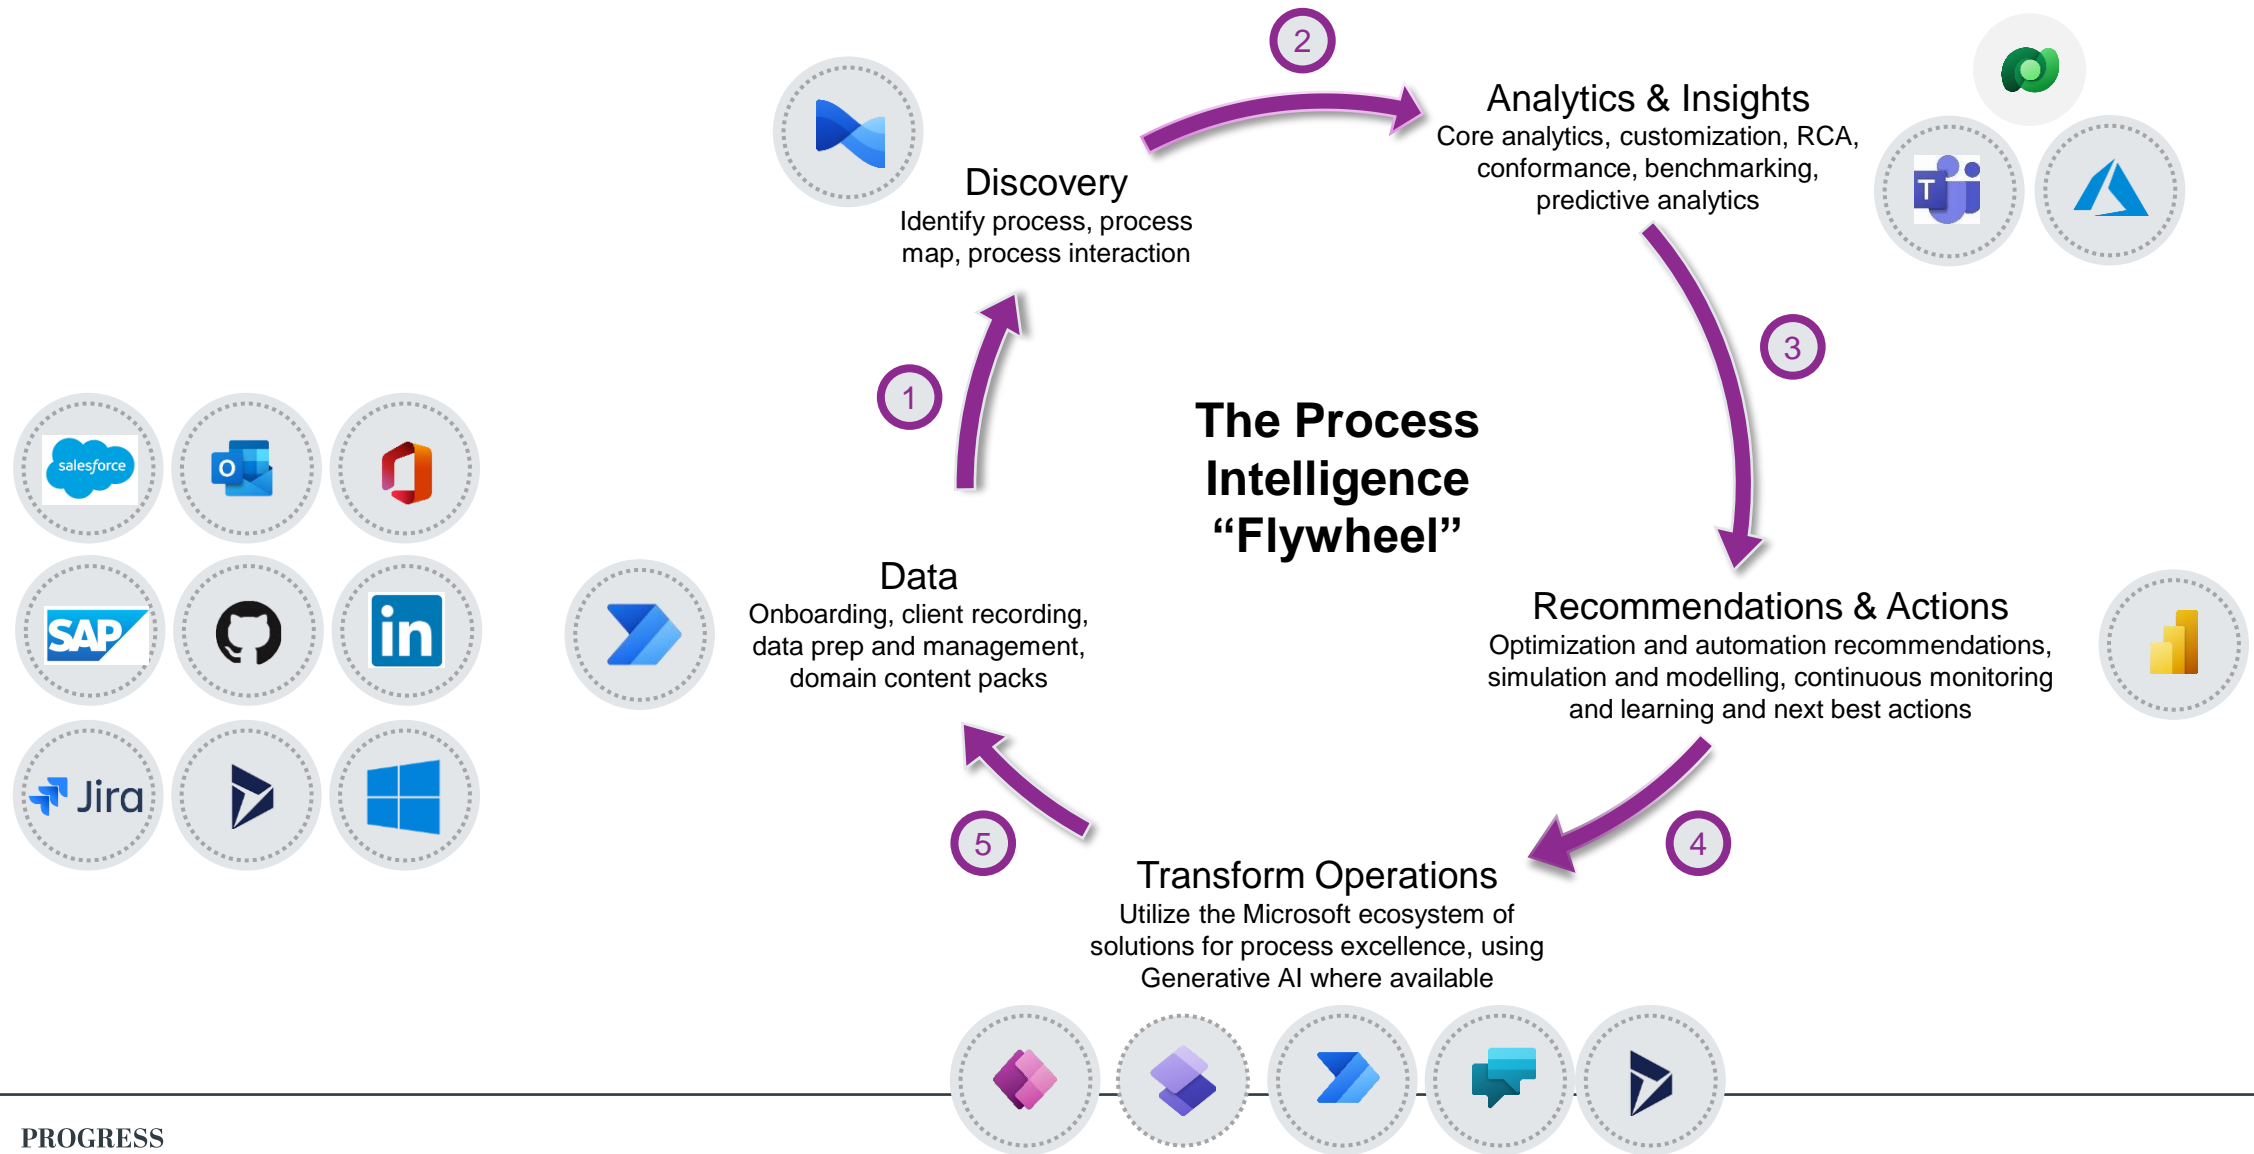 2
Analytics & Insights
Core analytics, customization, RCA,
conformance, benchmarking,
predictive analytics
T
Discovery
Identify process, process
map, process interaction
3
1
The Process
Intelligence
“Flywheel”
salesforce
O
Data
Onboarding, client recording,
data prep and management,
domain content packs
SAP
in
Recommendations & Actions
Optimization and automation recommendations,
simulation and modelling, continuous monitoring
and learning and next best actions
Jira
5
4
Transform Operations
Utilize the Microsoft ecosystem of
solutions for process excellence, using
Generative AI where available
PROGRESS